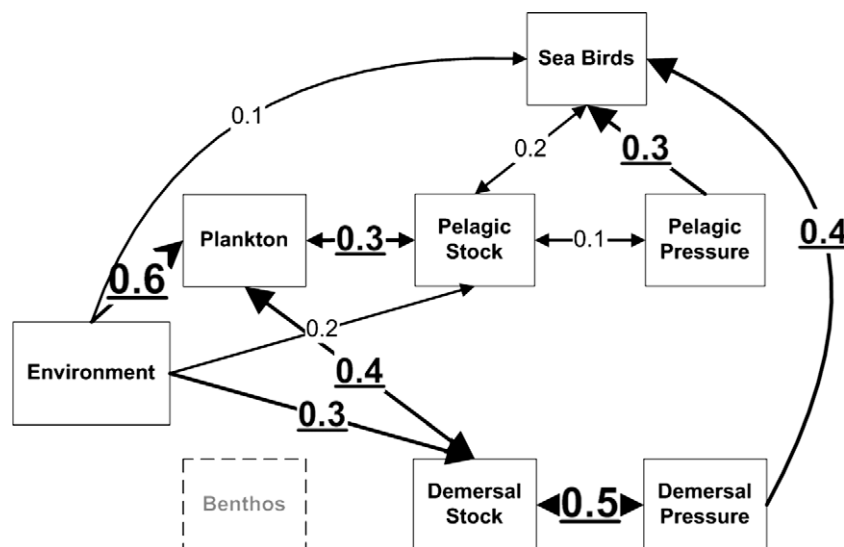 Sea Birds
0.1
0.2
0.3
Plankton
0.3
Pelagic
Stock
0.1
Pelagic
Pressure
0.4
0.6
0.2
Environment
0.4
0.3
Benthos
Demersal
Stock
0.5
Demersal
Pressure